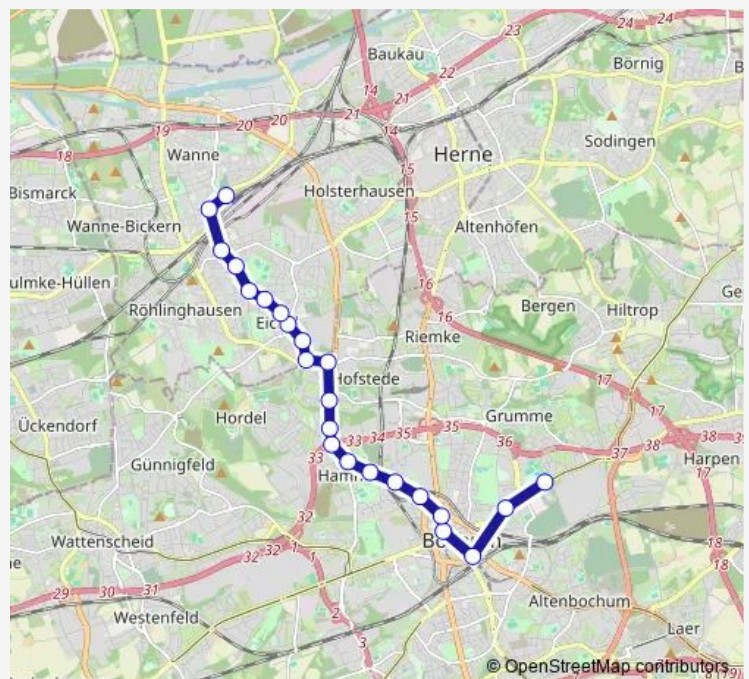 24
24
Baukau
22
Börnig
14
21
21
20
20
19
14
18
Wanne
Herne
Sodingen
15
Bismarck
Holsterhausen
15
Wanne-Bickern
Altenhöfen
ulmke-Hüllen
16
Röhlinghausen
16
Bergen
Hiltrop
Riemke
Hofstede
17
17
Ückendorf
Hordel
Grumme
33 34 35
35
36
37
38
38
Harpen
Günnigfeld
33
17
32
Wattenscheid
32
32
1
1
18
18
29
30
31
Altenbochum
Westenfeld
2
3
Laer
© OpenStreetMap contributors